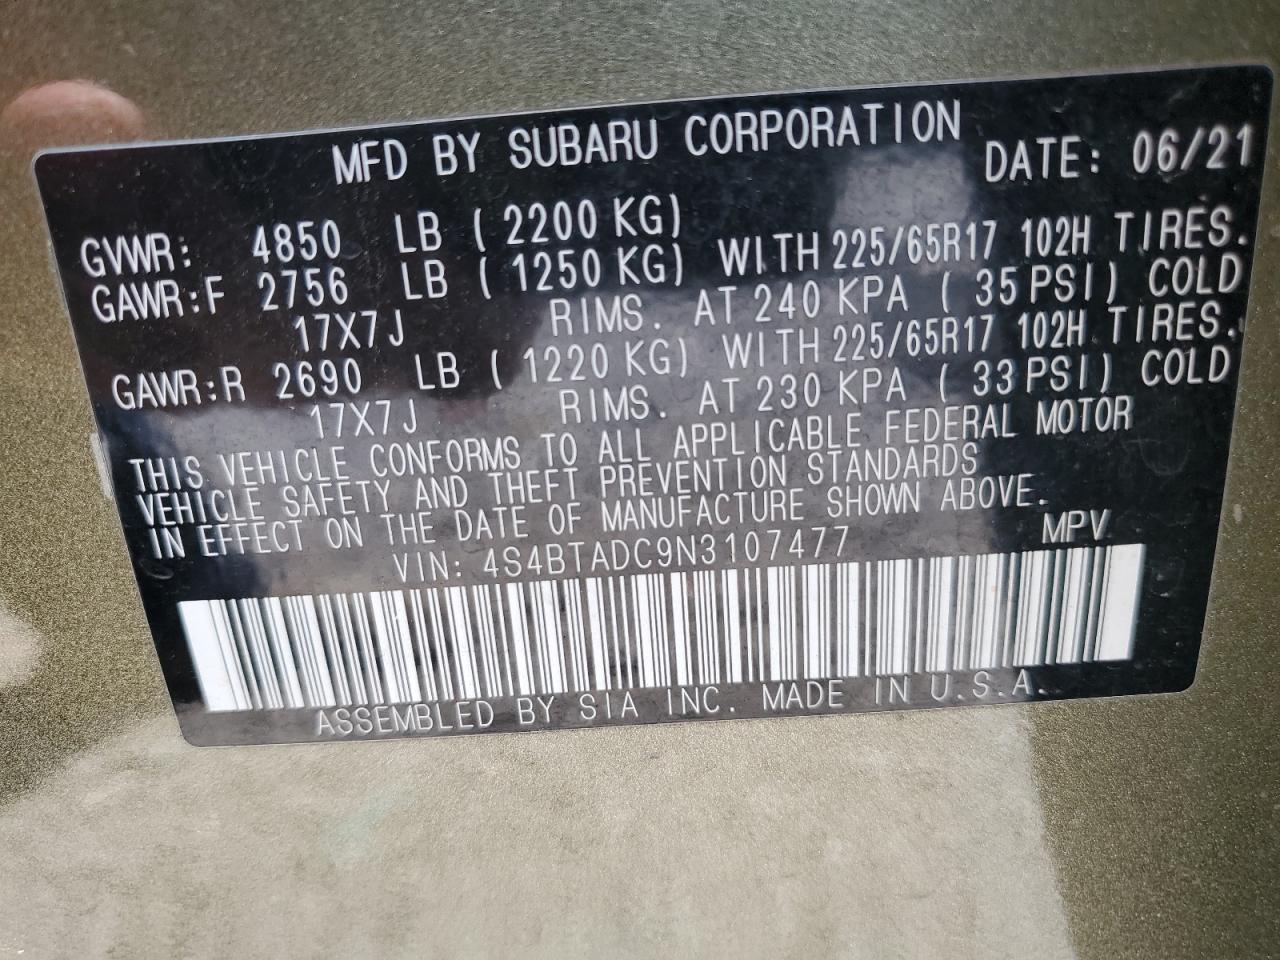 MFD BY SUBARU CORPORATION DATE: 06/21
GVWR: 4850 LB (2200 KG)
GAWR:F 2756 LB (1250 KG) WITH 225/65R17 102H TIRES.
17X7J RIMS. AT 240 KPA (35 PSI) COLD
GAWR:R 2690 LB (1220 KG) WITH 225/65R17 102H TIRES.
17X7J RIMS. AT 230 KPA (33 PSI) COLD
THIS VEHICLE CONFORMS TO ALL APPLICABLE FEDERAL MOTOR
VEHICLE SAFETY AND THEFT PREVENTION STANDARDS
IN EFFECT ON THE DATE OF MANUFACTURE SHOWN ABOVE.
VIN: 4S4BTADC9N3107477 MPV
ASSEMBLED BY SIA INC. MADE IN U.S.A.